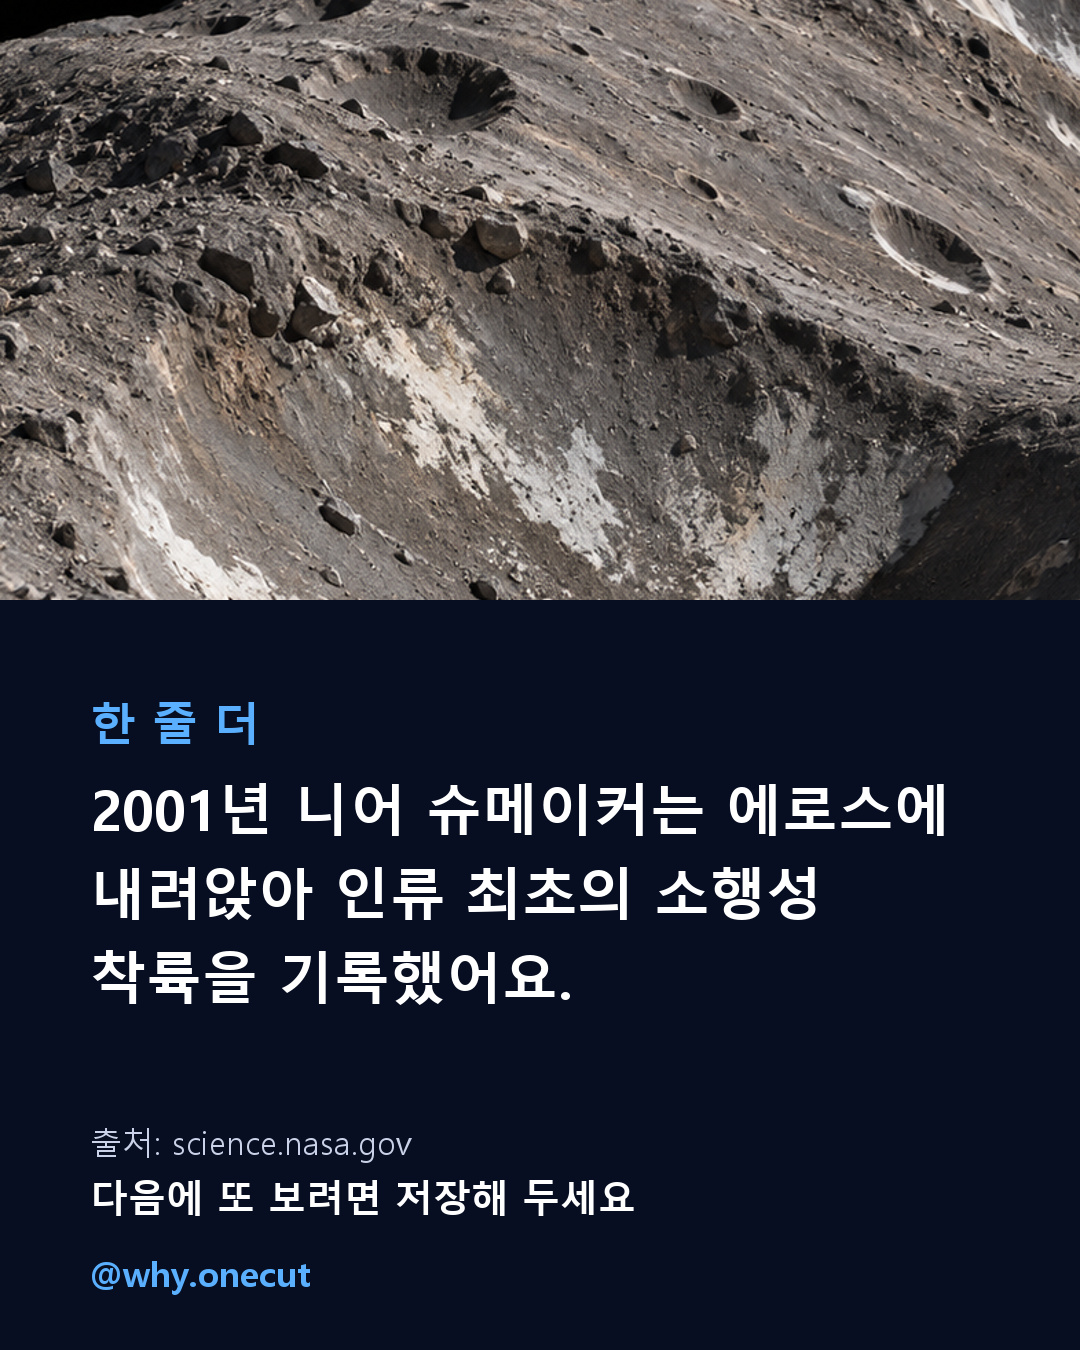 한 줄 더
2001년 니어 슈메이커는 에로스에
내려앉아 인류 최초의 소행성
착륙을 기록했어요.
출처: science.nasa.gov
다음에 또 보려면 저장해 두세요
@why.onecut